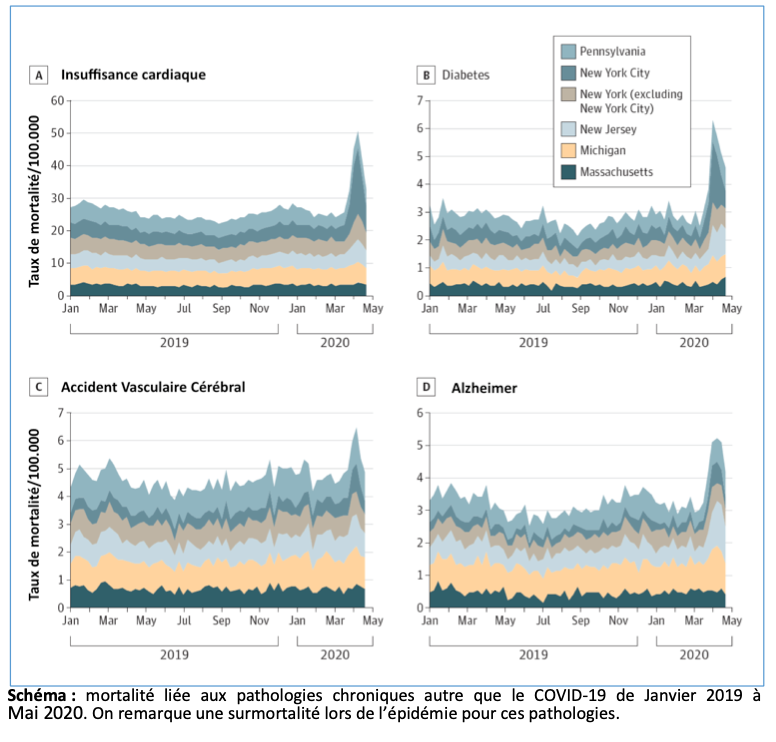 Pennsylvania
New York City
New York (excluding
New York City)
New Jersey
Michigan
Massachusetts
A Insuffisance cardiaque
Taux de mortalité/100.000
60
50
40
30
20
10
0
Jan Mar May Jul Sep Nov Jan Mar May
2019 2020
B Diabetes
7
6
5
4
3
2
1
0
Jan Mar May Jul Sep Nov Jan Mar May
2019 2020
C Accident Vasculaire Cérébral
Taux de mortalité/100.000
7
6
5
4
3
2
1
0
Jan Mar May Jul Sep Nov Jan Mar May
2019 2020
D Alzheimer
6
5
4
3
2
1
0
Jan Mar May Jul Sep Nov Jan Mar May
2019 2020
Schéma : mortalité liée aux pathologies chroniques autre que le COVID-19 de Janvier 2019 à
Mai 2020. On remarque une surmortalité lors de l’épidémie pour ces pathologies.